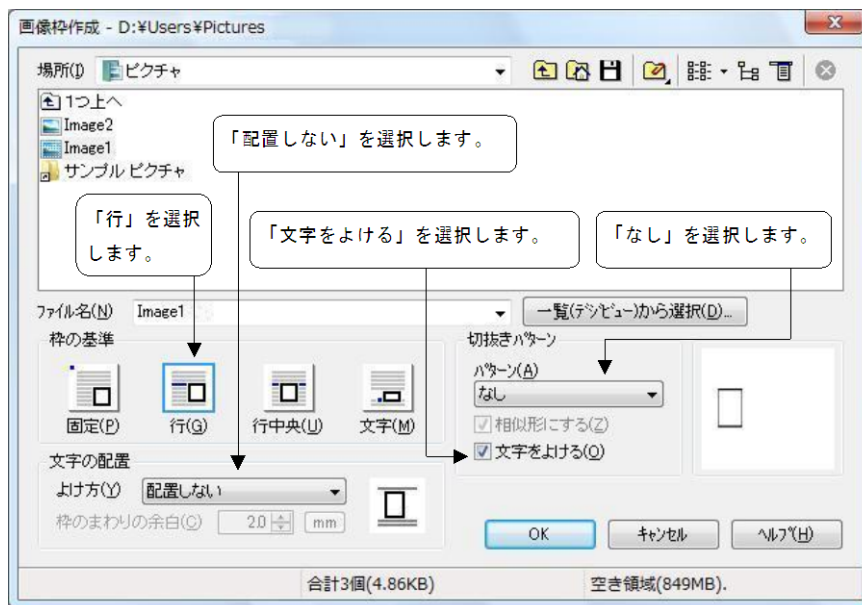 画像枠作成 - D:¥Users¥Pictures
場所(I) ピクチャ
1つ上へ
Image2
Image1
サンプル ピクチャ
「配置しない」を選択します。
「行」を選択
します。
「文字をよける」を選択します。
「なし」を選択します。
ファイル名(N) Image1
一覧(デジビュー)から選択(D)...
枠の基準
固定(P) 行(G) 行中央(U) 文字(M)
切抜きパターン
パターン(A)
なし
相似形にする(Z)
文字をよける(O)
文字の配置
よけ方(Y) 配置しない
枠のまわりの余白(C) 2.0 mm
OK キャンセル ヘルプ(H)
合計3個(4.86KB) 空き領域(849MB).